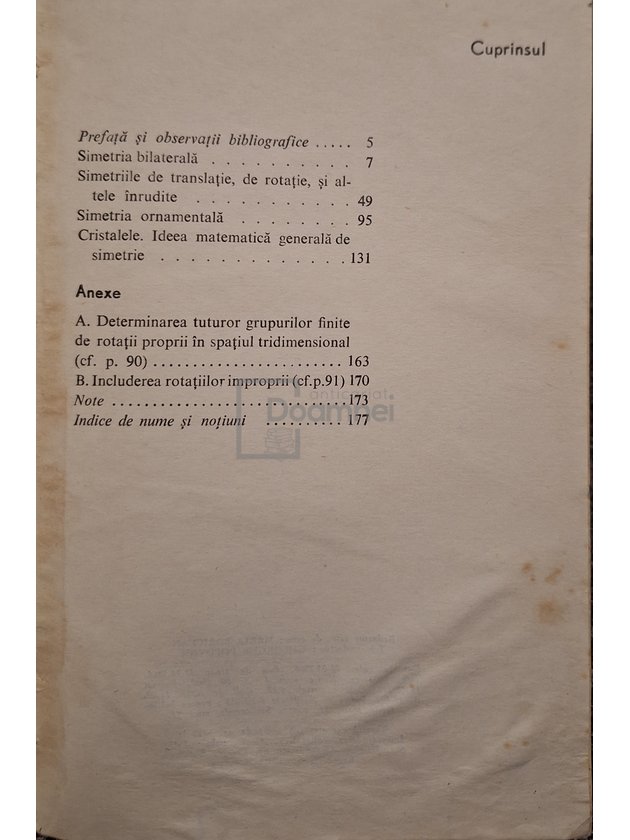 Cuprinsul
Prefață și observații bibliografice ..... 5
Simetria bilaterală . . . . . . . . . . 7
Simetriile de translație, de rotație, și al-
tele înrudite . . . . . . . . . . . 49
Simetria ornamentală . . . . . . . . 95
Cristalele. Ideea matematică generală de
simetrie . . . . . . . . . . . . . 131
Anexe
A. Determinarea tuturor grupurilor finite
de rotații proprii în spațiul tridimensional
(cf. p. 90) ........................ 163
B. Includerea rotațiilor improprii (cf.p.91) 170
anticariat
Doamnei
Note .............................. 173
Indice de nume și noțiuni .......... 177